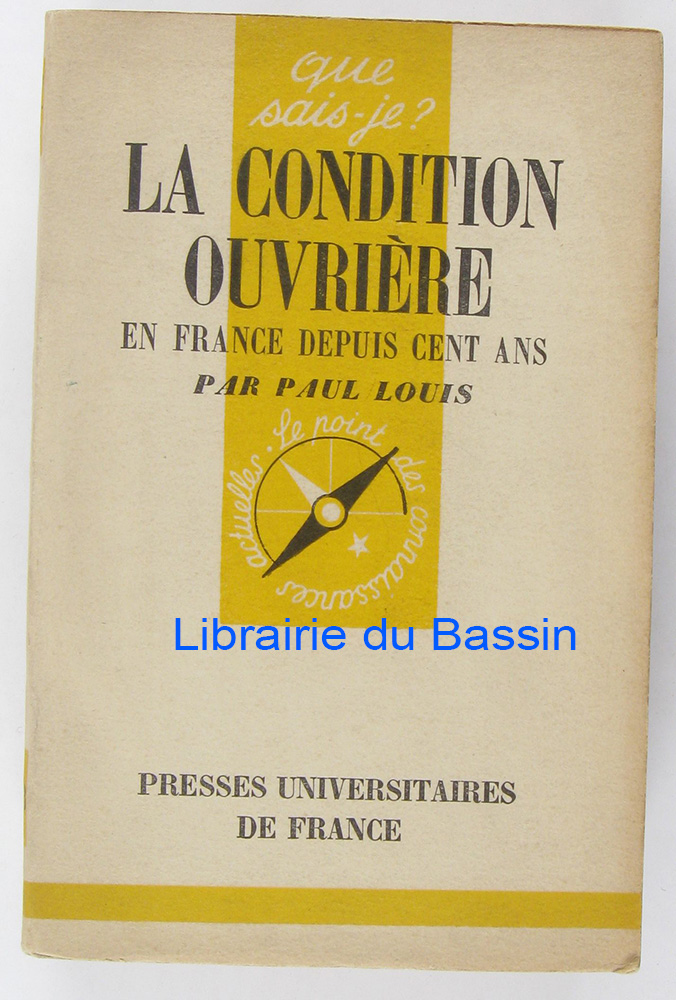 que
sais-je?
LA CONDITION
OUVRIÈRE
EN FRANCE DEPUIS CENT ANS
PAR PAUL LOUIS
Le point des connaissances actuelles.
Librairie du Bassin
PRESSES UNIVERSITAIRES
DE FRANCE